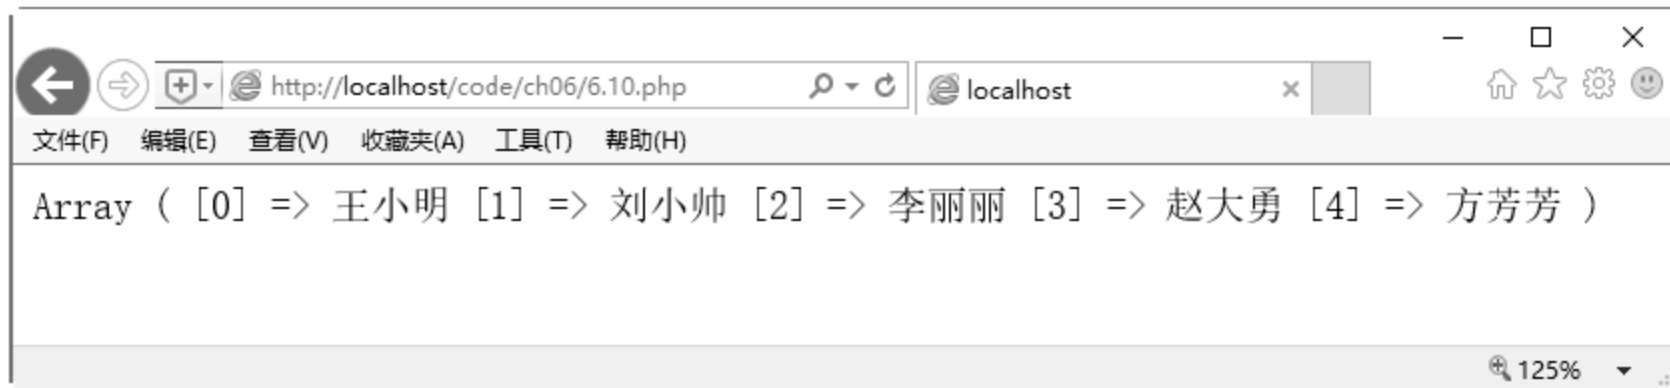 http://localhost/code/ch06/6.10.php
localhost
文件(F) 编辑(E) 查看(V) 收藏夹(A) 工具(T) 帮助(H)
Array ( [0] => 王小明 [1] => 刘小帅 [2] => 李丽丽 [3] => 赵大勇 [4] => 方芳芳 )
125%